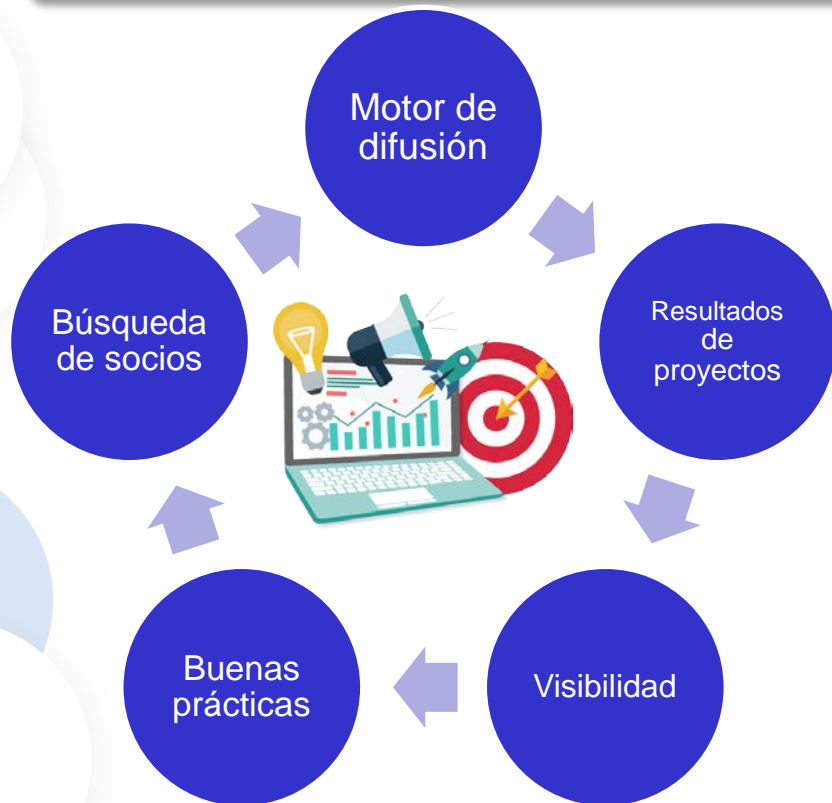 Motor de
difusión
Resultados
de
proyectos
Visibilidad
Buenas
prácticas
Búsqueda
de socios